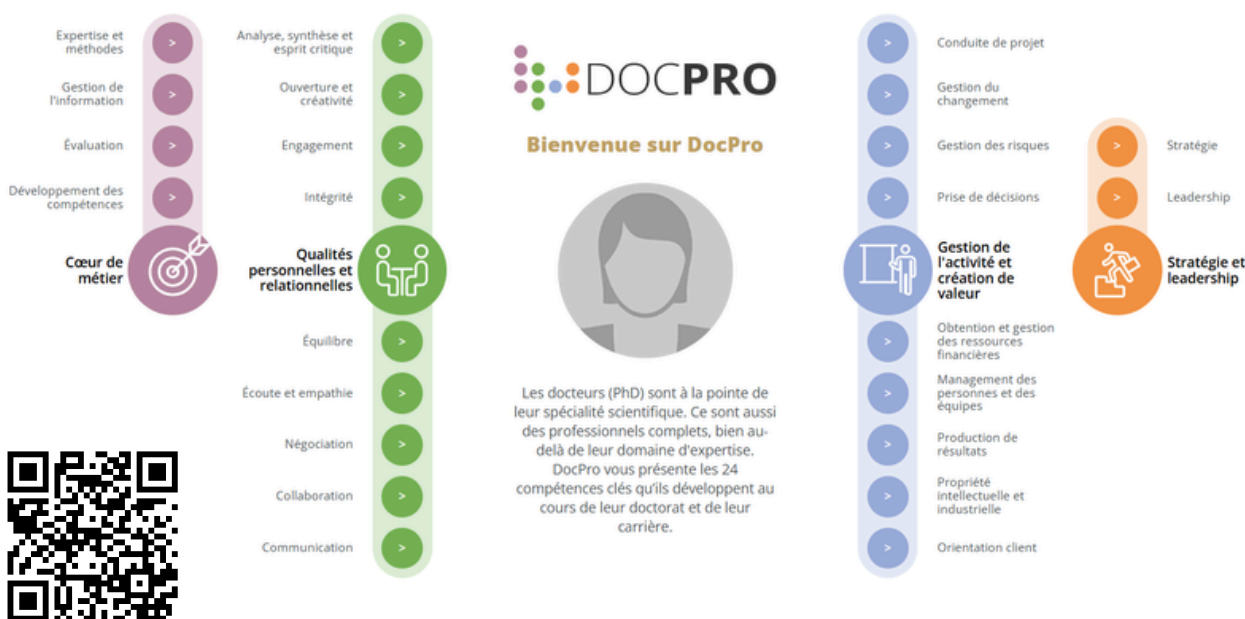 Expertise et
méthodes
>
Gestion de
l'information
>
Évaluation
>
Développement des
compétences
>
Cœur de
métier
Analyse, synthèse et
esprit critique
>
Ouverture et
créativité
>
Engagement
>
Intégrité
>
Qualités
personnelles et
relationnelles
Équilibre
>
Écoute et empathie
>
Négociation
>
Collaboration
>
Communication
>
DOCPRO
Bienvenue sur DocPro
Les docteurs (PhD) sont à la pointe de
leur spécialité scientifique. Ce sont aussi
des professionnels complets, bien au-
delà de leur domaine d'expertise.
DocPro vous présente les 24
compétences clés qu'ils développent au
cours de leur doctorat et de leur
carrière.
>
Conduite de projet
>
Gestion du
changement
>
Gestion des risques
>
Prise de décisions
Gestion de
l'activité et
création de
valeur
>
Obtention et gestion
des ressources
financières
>
Management des
personnes et des
équipes
>
Production de
résultats
>
Propriété
intellectuelle et
industrielle
>
Orientation client
>
Stratégie
>
Leadership
Stratégie et
leadership